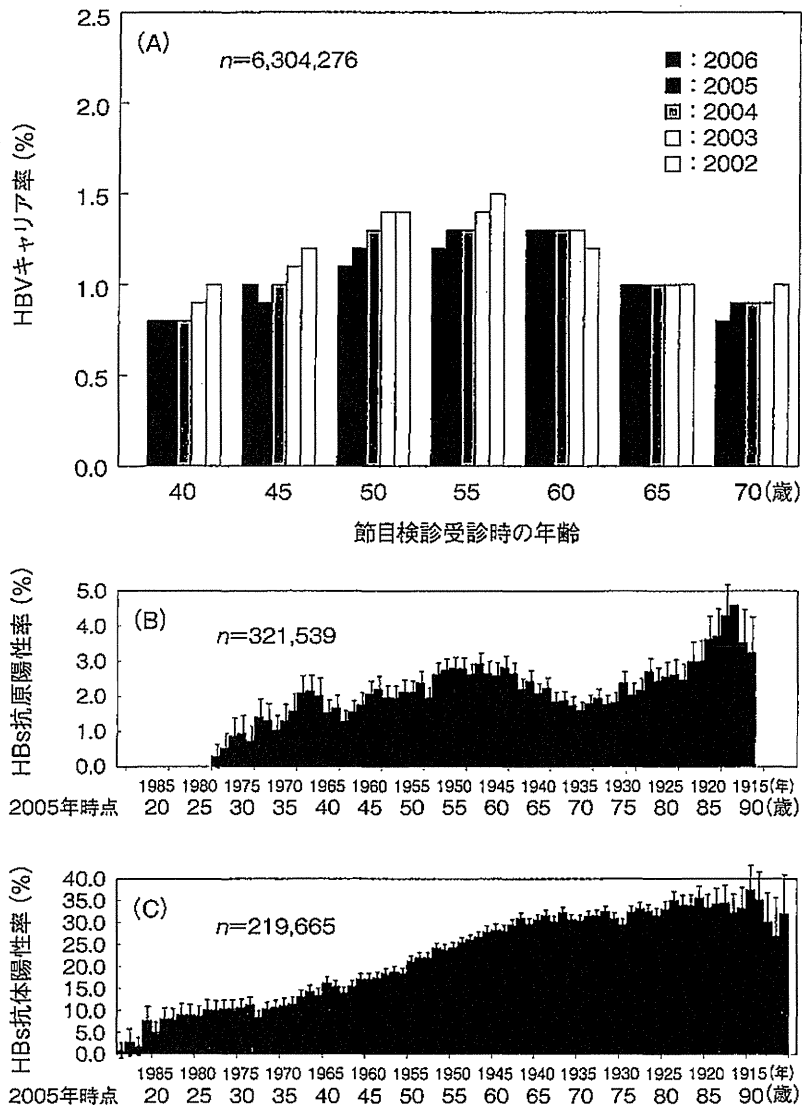 (A)
n=6,304,276
■：2006
■：2005
：2004
□：2003
□：2002
HBVキャリア率(%)
2.5
2.0
1.5
1.0
0.5
0.0
40 45 50 55 60 65 70(歳)
節目検診受診時の年齢
(B)
n=321,539
HBs抗原陽性率(%)
5.0
4.0
3.0
2.0
1.0
0.0
1985 1980 1975 1970 1965 1960 1955 1950 1945 1940 1935 1930 1925 1920 1915(年)
2005年時点 20 25 30 35 40 45 50 55 60 65 70 75 80 85 90(歳)
(C)
n=219,665
HBs抗体陽性率(%)
40.0
35.0
30.0
25.0
20.0
15.0
10.0
5.0
0.0
1985 1980 1975 1970 1965 1960 1955 1950 1945 1940 1935 1930 1925 1920 1915(年)
2005年時点 20 25 30 35 40 45 50 55 60 65 70 75 80 85 90(歳)